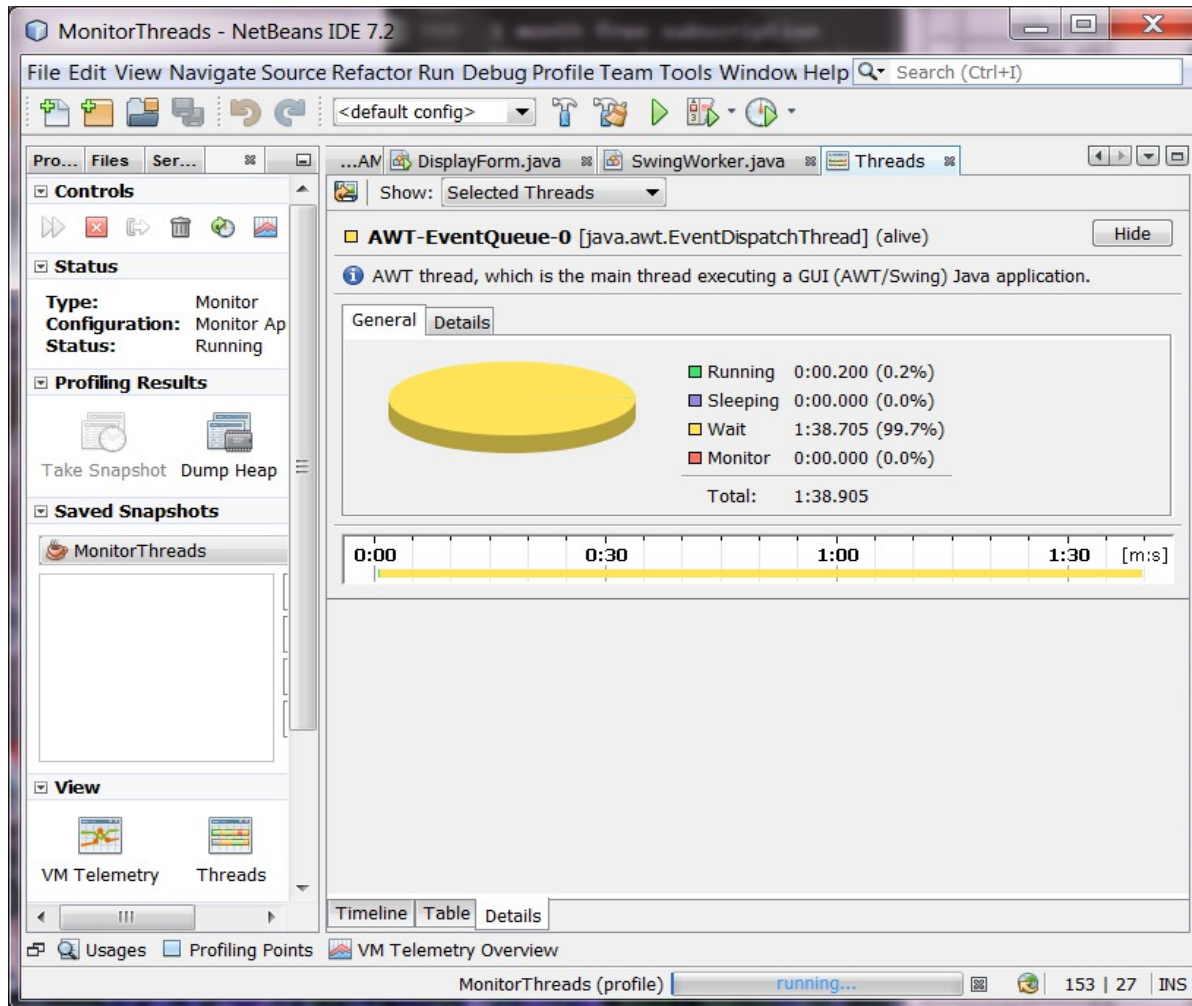 MonitorThreads - NetBeans IDE 7.2
File Edit View Navigate Source Refactor Run Debug Profile Team Tools Window Help Search (Ctrl+I)
<default config>
Pro... Files Ser...
...AM DisplayForm.java SwingWorker.java Threads
Controls
Show: Selected Threads
AWT-EventQueue-0 [java.awt.EventDispatchThread] (alive) Hide
Status
AWT thread, which is the main thread executing a GUI (AWT/Swing) Java application.
Type: Monitor
Configuration: Monitor Ap
Status: Running
General Details
Running 0:00.200 (0.2%)
Sleeping 0:00.000 (0.0%)
Wait 1:38.705 (99.7%)
Monitor 0:00.000 (0.0%)
Total: 1:38.905
Profiling Results
Take Snapshot Dump Heap
Saved Snapshots
MonitorThreads
0:00 0:30 1:00 1:30 [m:s]
View
VM Telemetry Threads
Timeline Table Details
Usages Profiling Points VM Telemetry Overview
MonitorThreads (profile) running... 153 | 27 INS